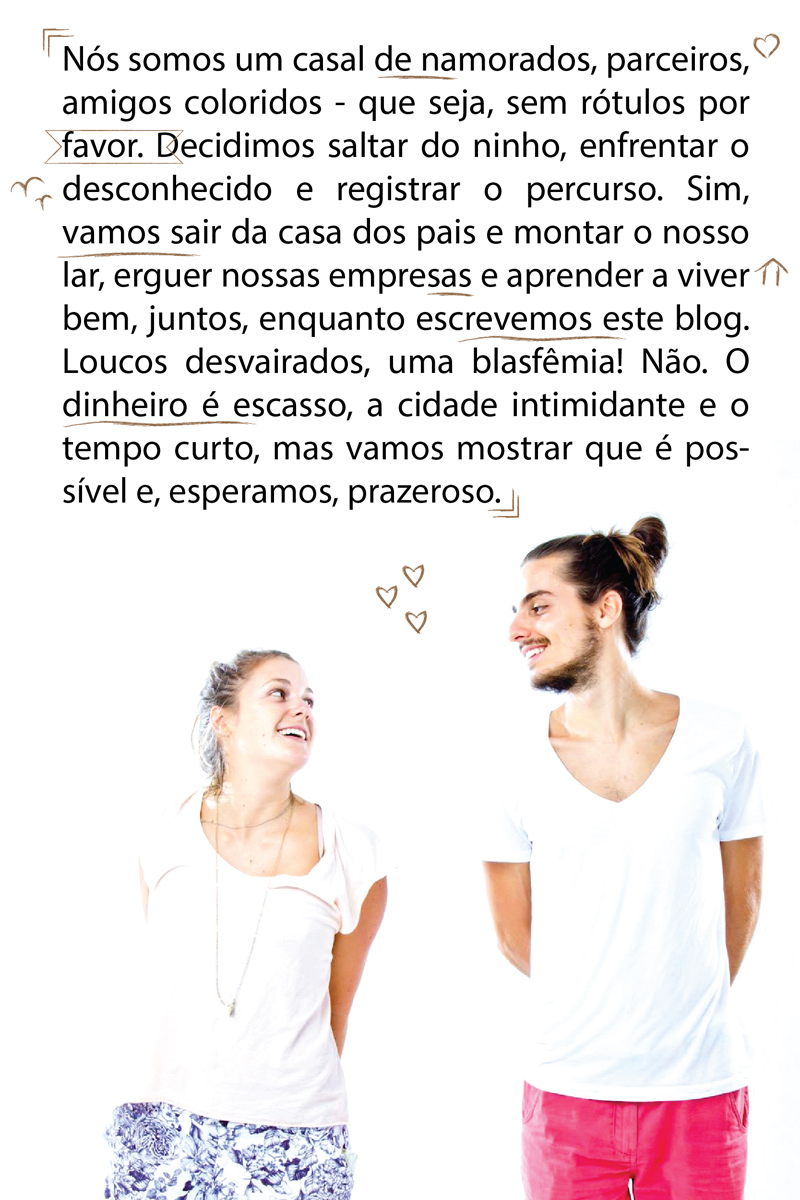 Nós somos um casal de namorados, parceiros,
amigos coloridos - que seja, sem rótulos por
favor. Decidimos saltar do ninho, enfrentar o
desconhecido e registrar o percurso. Sim,
vamos sair da casa dos pais e montar o nosso
lar, erguer nossas empresas e aprender a viver
bem, juntos, enquanto escrevemos este blog.
Loucos desvairados, uma blasfêmia! Não. O
dinheiro é escasso, a cidade intimidante e o
tempo curto, mas vamos mostrar que é pos-
sível e, esperamos, prazeroso.